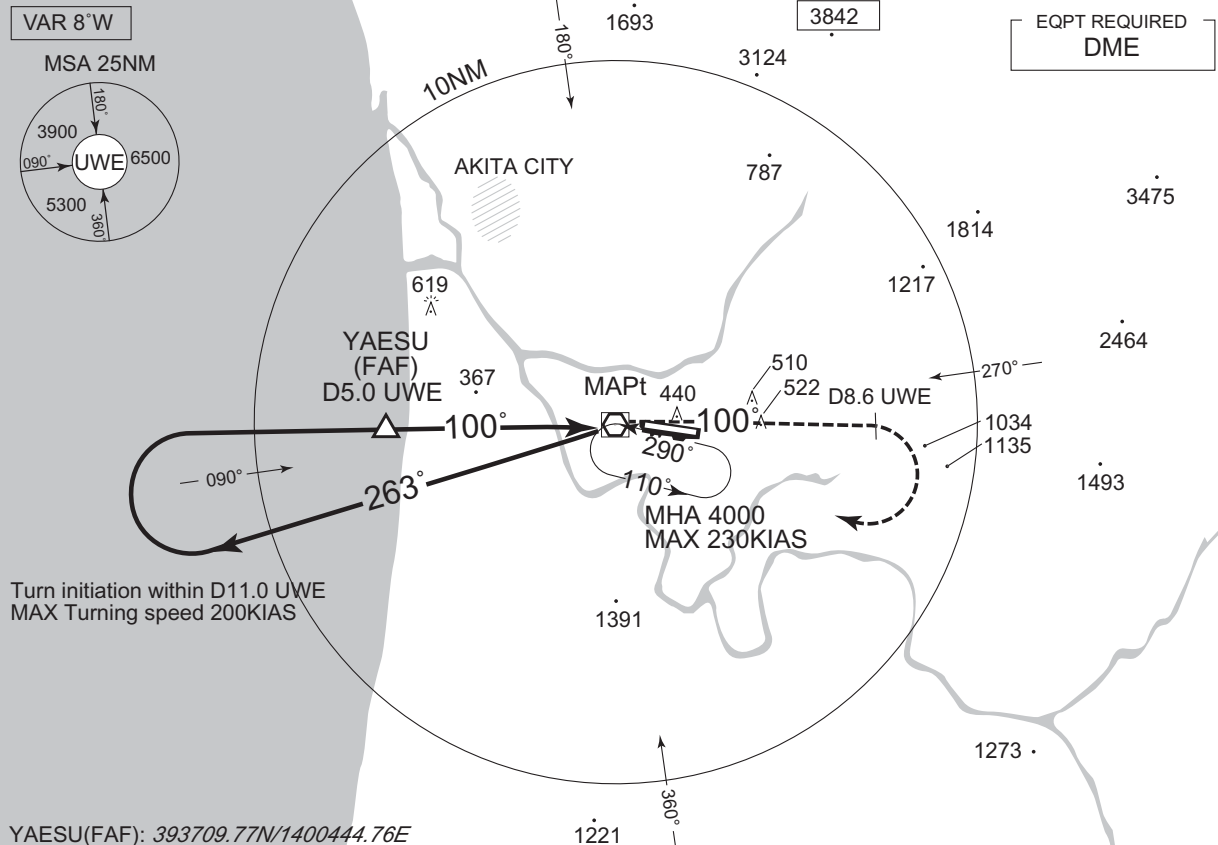 VAR 8°W
MSA 25NM
180°
3900
090°
UWE
6500
5300
360°
1693
180°
3842
3124
EQPT REQUIRED
DME
10NM
AKITA CITY
787
3475
1814
1217
619
2464
YAESU
(FAF)
D5.0 UWE
367
MAPt
440
510
522
270°
D8.6 UWE
100°
100°
1034
1135
290°
090°
263°
110°
1493
MHA 4000
MAX 230KIAS
Turn initiation within D11.0 UWE
MAX Turning speed 200KIAS
1391
1273
360°
YAESU(FAF): 393709.77N/1400444.76E
1221